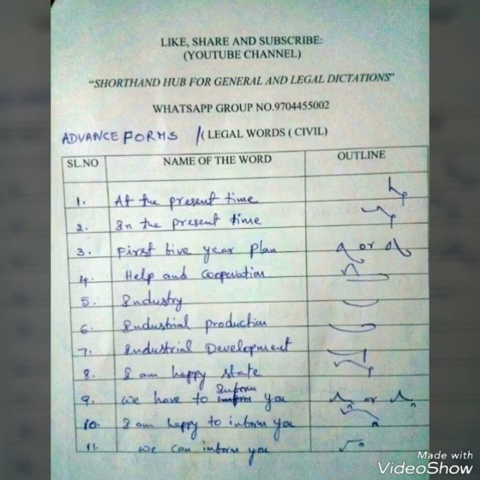 LIKE, SHARE AND SUBSCRIBE:
(YOUTUBE CHANNEL)
"SHORTHAND HUB FOR GENERAL AND LEGAL DICTATIONS"
WHATSAPP GROUP NO.9704455002
ADVANCE FORMS /(LEGAL WORDS ( CIVIL)
SL.NO NAME OF THE WORD OUTLINE
1. At the present time
2. In the present time
3. First five year plan or
4. Help and Cooperation
5. Industry
6. Industrial production
7. Industrial Development
8. I am happy state
Inform
9. we have to you or
10. I am happy to inform you
11. we can inform you
Made with
VideoShow